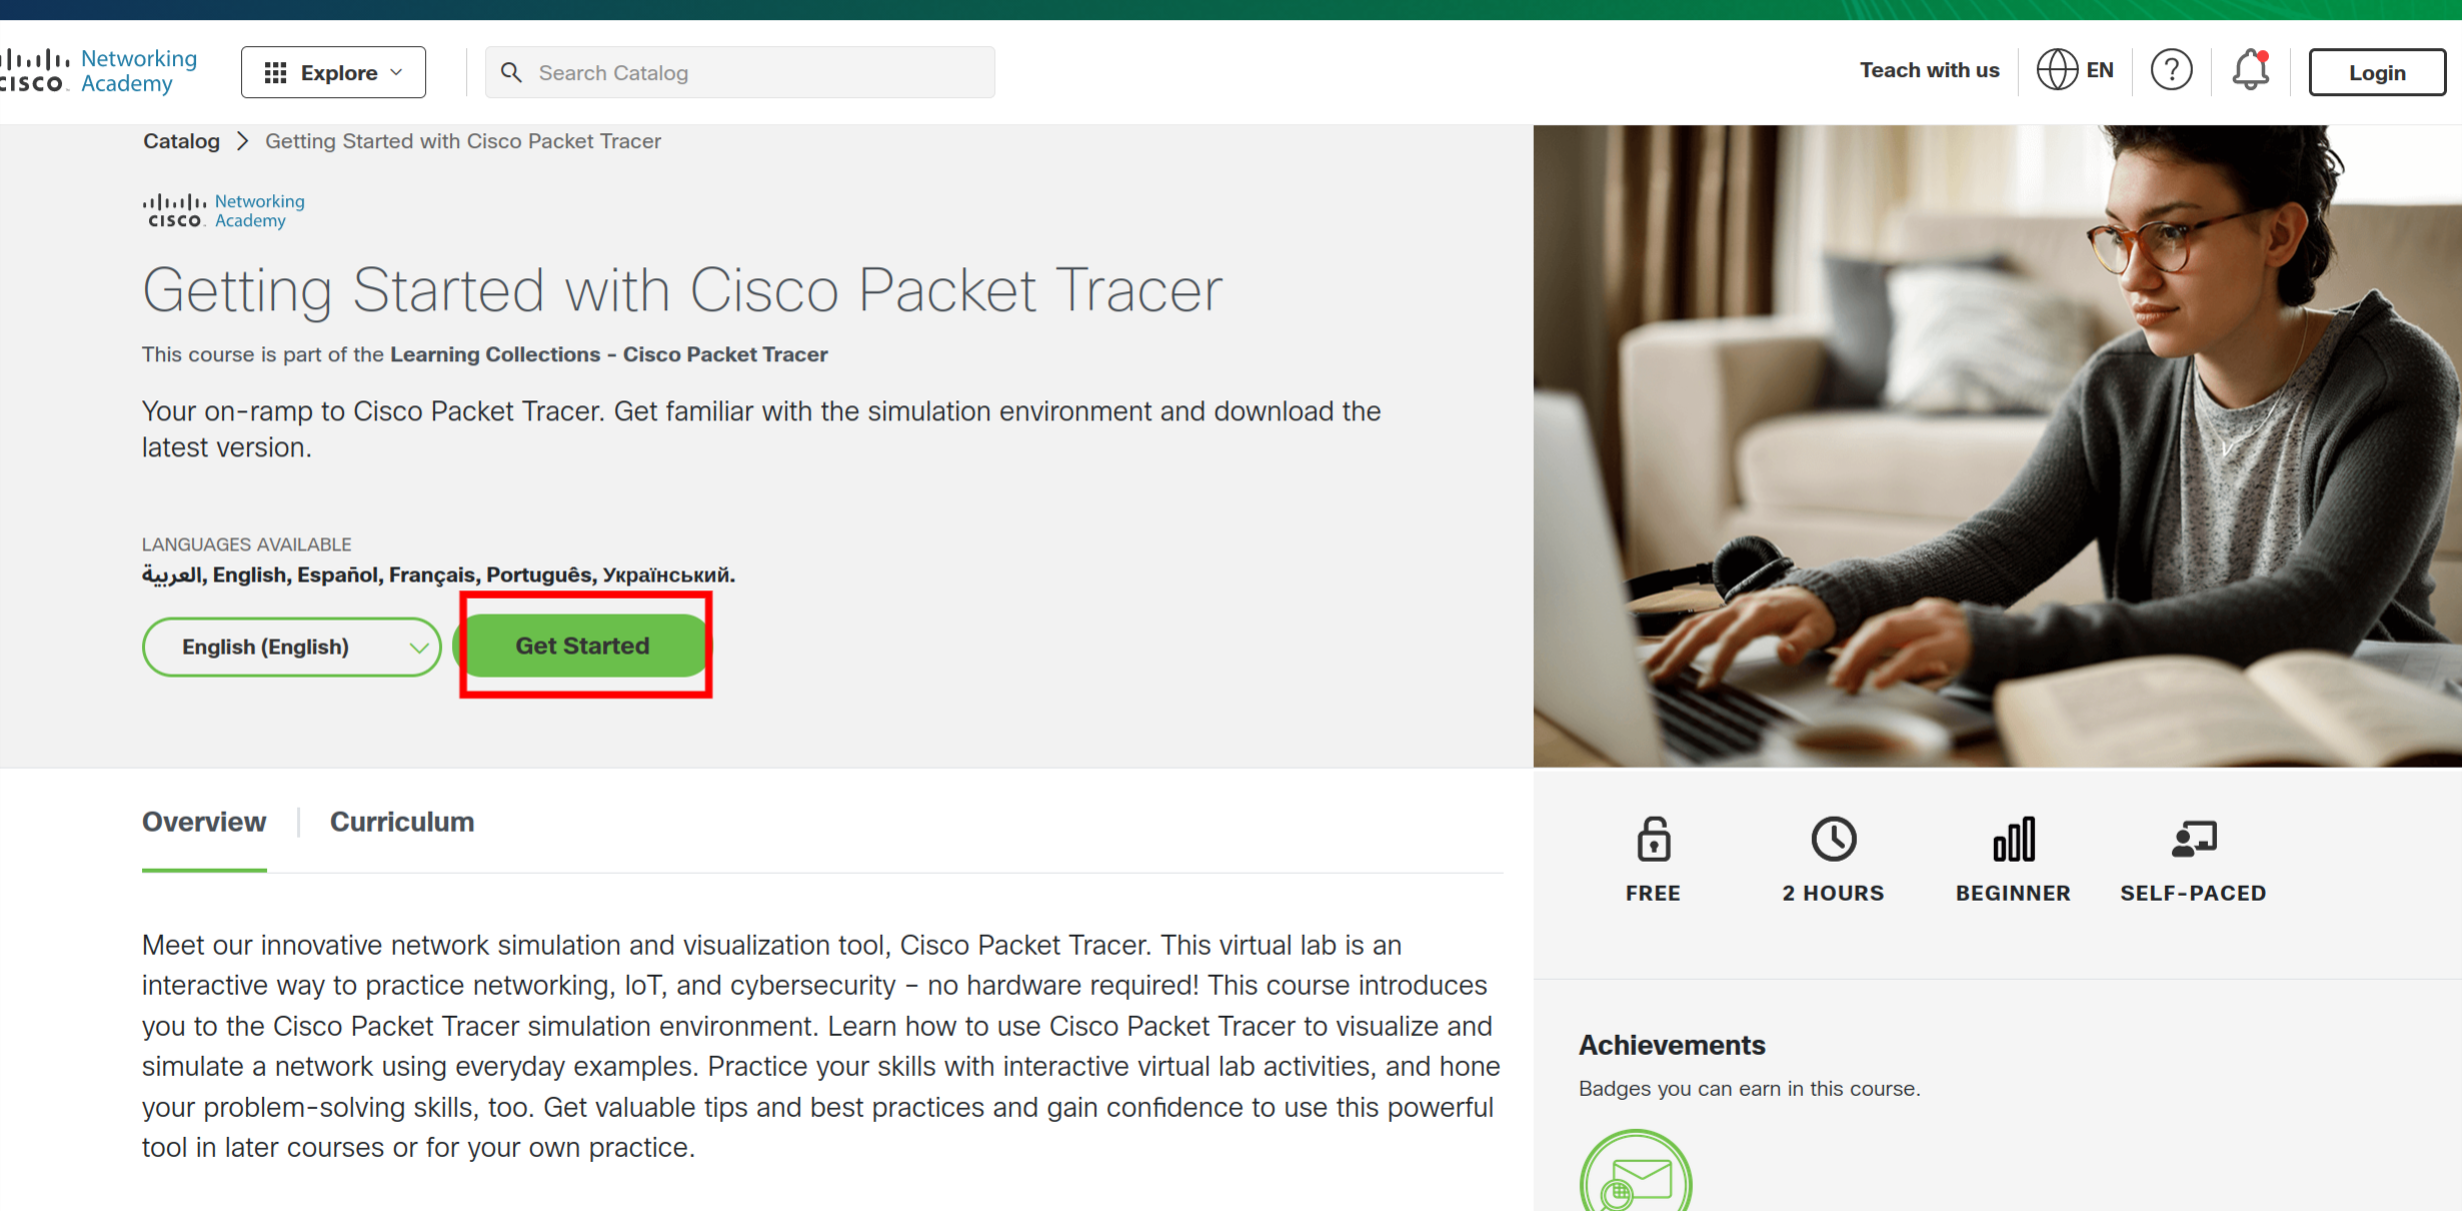 Networking
CISCO Academy
Explore
Search Catalog
Teach with us
EN
Login
Catalog > Getting Started with Cisco Packet Tracer
Networking
CISCO Academy
Getting Started with Cisco Packet Tracer
This course is part of the Learning Collections - Cisco Packet Tracer
Your on-ramp to Cisco Packet Tracer. Get familiar with the simulation environment and download the
latest version.
LANGUAGES AVAILABLE
العربية, English, Español, Français, Português, Український.
English (English)
Get Started
Overview
Curriculum
FREE
2 HOURS
BEGINNER
SELF-PACED
Meet our innovative network simulation and visualization tool, Cisco Packet Tracer. This virtual lab is an
interactive way to practice networking, IoT, and cybersecurity – no hardware required! This course introduces
you to the Cisco Packet Tracer simulation environment. Learn how to use Cisco Packet Tracer to visualize and
simulate a network using everyday examples. Practice your skills with interactive virtual lab activities, and hone
your problem-solving skills, too. Get valuable tips and best practices and gain confidence to use this powerful
tool in later courses or for your own practice.
Achievements
Badges you can earn in this course.